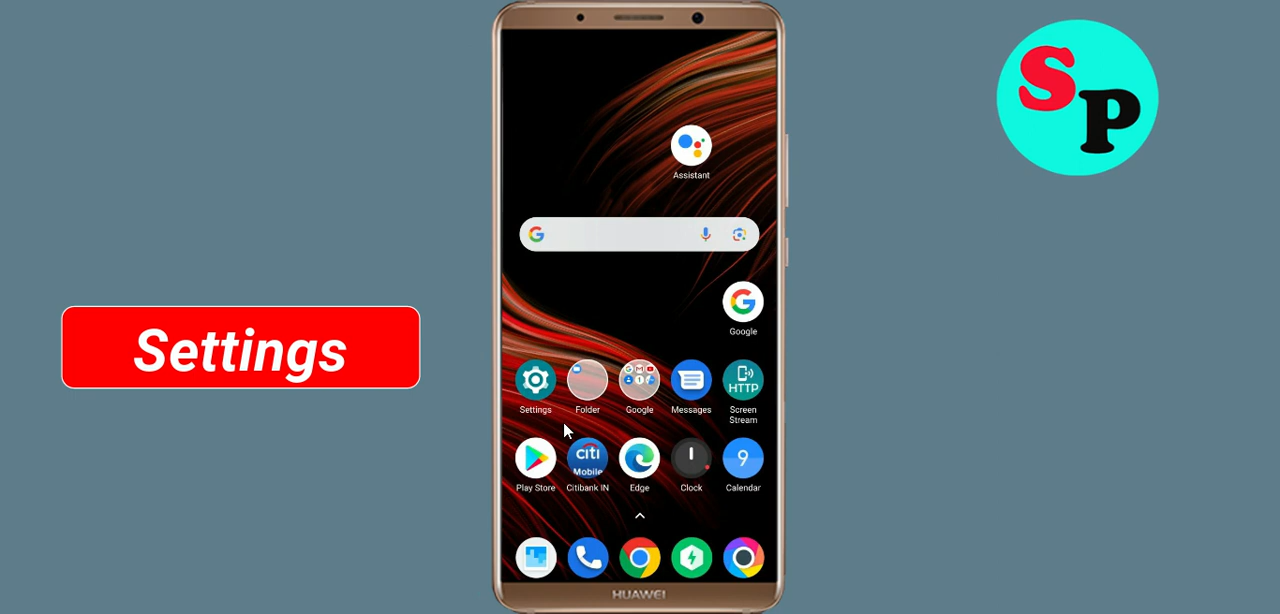 SP
Assistant
Google
Settings
Settings
Folder
Google
Messages
HTTP
Screen
Stream
citi
Mobile
9
Play Store
Citibank IN
Edge
Clock
Calendar
HUAWEI